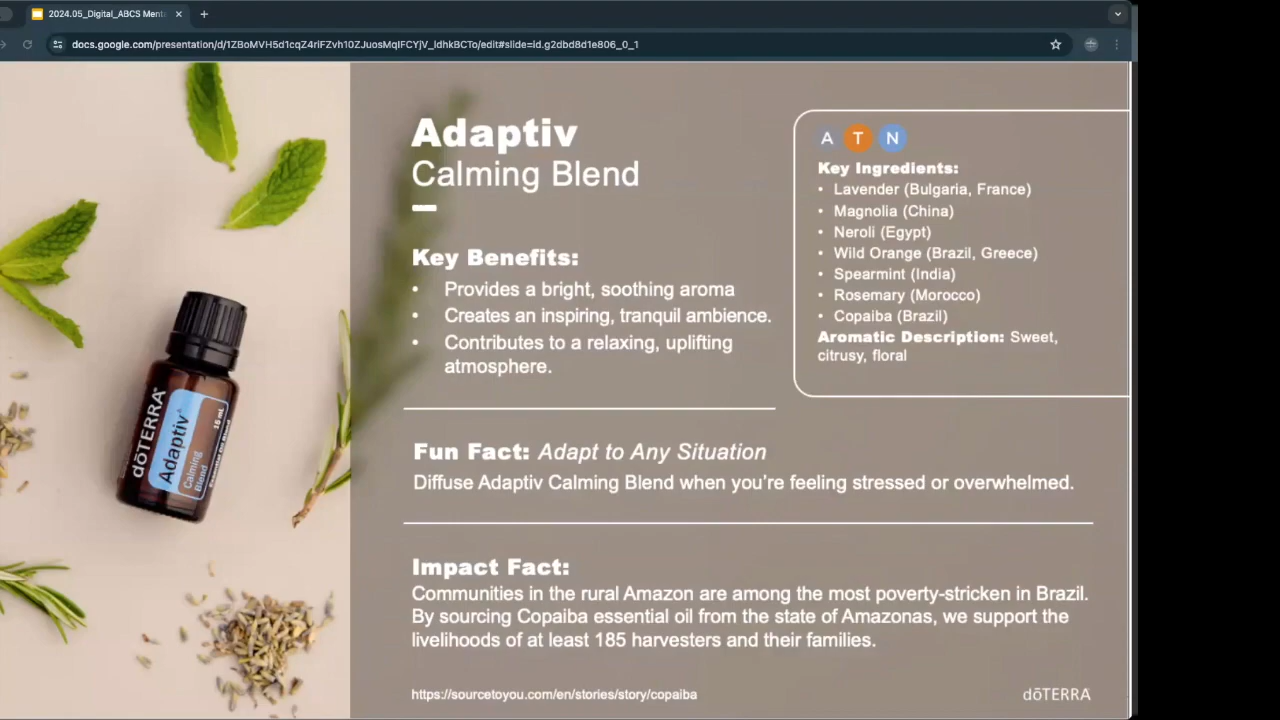 2024.05_Digital_ABCS Menta
docs.google.com/presentation/d/1ZBoMVH5d1cqZ4riFZvh10ZJuosMqIFCYjV_idhkBCTo/edit#slide=id.g2dbd8d1e806_0_1
Adaptiv
Calming Blend
Key Benefits:
• Provides a bright, soothing aroma
• Creates an inspiring, tranquil ambience.
• Contributes to a relaxing, uplifting
atmosphere.
A T N
Key Ingredients:
• Lavender (Bulgaria, France)
• Magnolia (China)
• Neroli (Egypt)
• Wild Orange (Brazil, Greece)
• Spearmint (India)
• Rosemary (Morocco)
• Copaiba (Brazil)
Aromatic Description: Sweet,
citrusy, floral
Fun Fact: Adapt to Any Situation
Diffuse Adaptiv Calming Blend when you’re feeling stressed or overwhelmed.
Impact Fact:
Communities in the rural Amazon are among the most poverty-stricken in Brazil.
By sourcing Copaiba essential oil from the state of Amazonas, we support the
livelihoods of at least 185 harvesters and their families.
https://sourcetoyou.com/en/stories/story/copaiba
dōTERRA
dōTERRA®
Adaptiv
Calming
Blend
Essential Oil Blend
15 mL